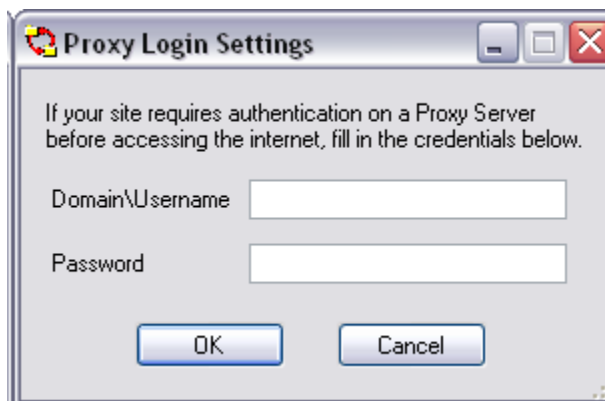 Proxy Login Settings
If your site requires authentication on a Proxy Server
before accessing the internet, fill in the credentials below.
Domain\Username
Password
OK
Cancel